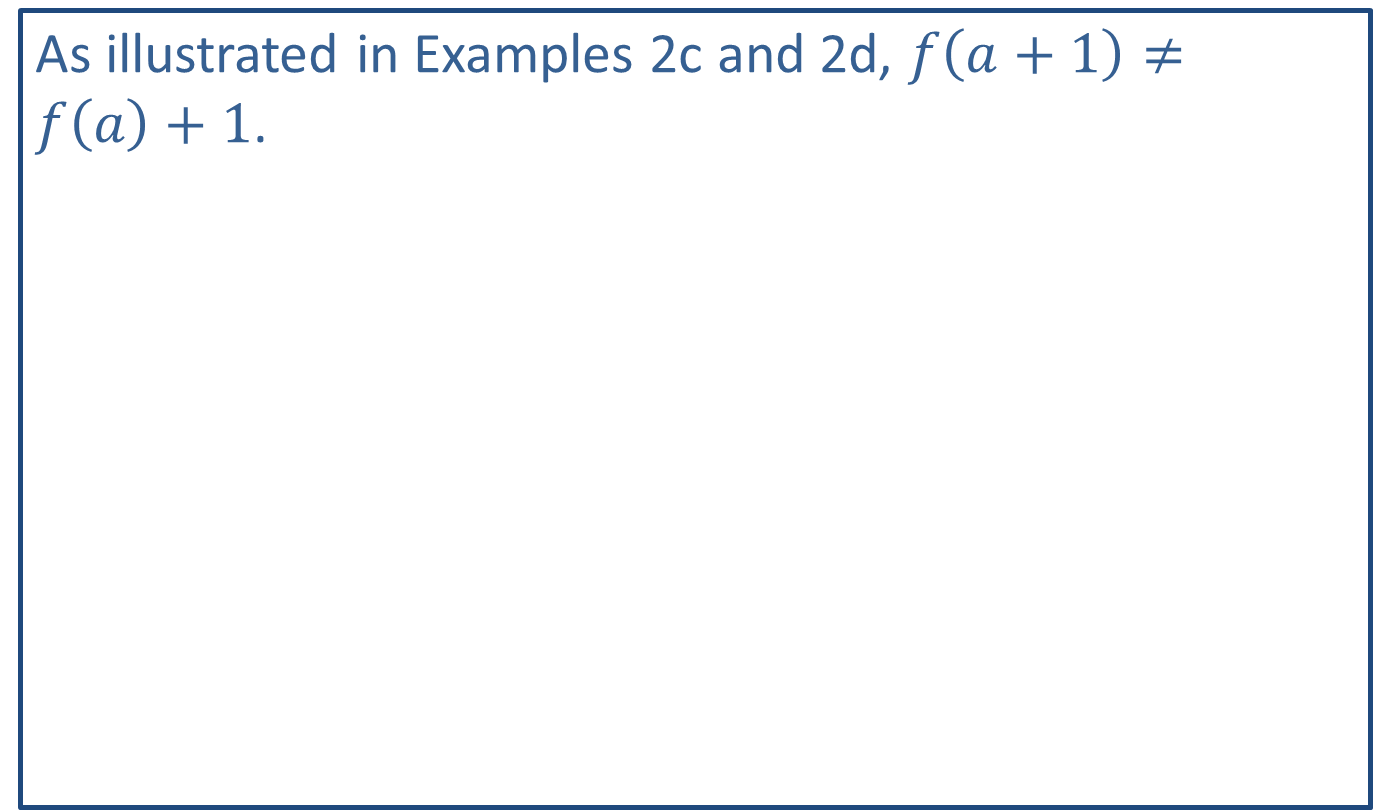 As illustrated in Examples 2c and 2d, 𝑓(𝑎 + 1) ≠
𝑓(𝑎) + 1.